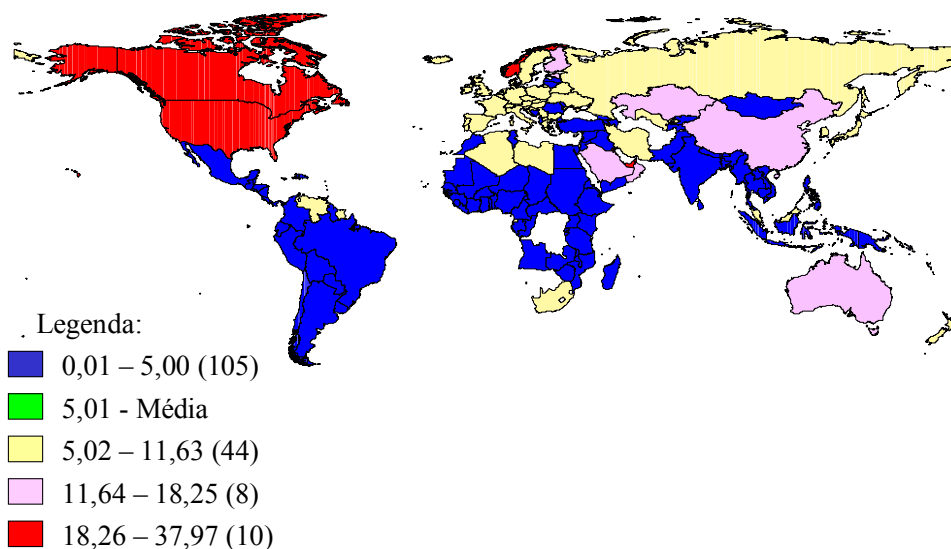 Legenda:
0,01 – 5,00 (105)
5,01 - Média
5,02 – 11,63 (44)
11,64 – 18,25 (8)
18,26 – 37,97 (10)